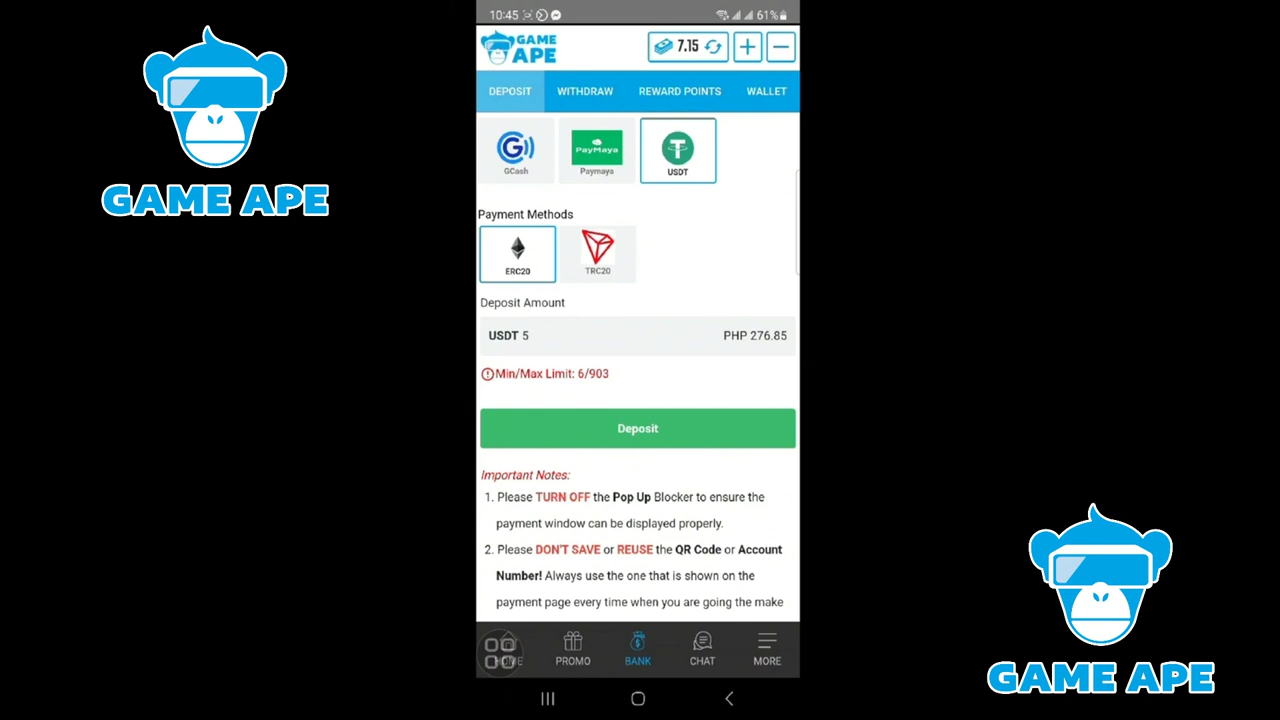 10:45
61%
GAME APE
7.15
DEPOSIT WITHDRAW REWARD POINTS WALLET
PayMaya
GCash Paymaya USDT
Payment Methods
ERC20 TRC20
Deposit Amount
USDT 5 PHP 276.85
Min/Max Limit: 6/903
Deposit
Important Notes:
1. Please TURN OFF the Pop Up Blocker to ensure the
payment window can be displayed properly.
2. Please DON'T SAVE or REUSE the QR Code or Account
Number! Always use the one that is shown on the
payment page every time when you are going the make
HOME PROMO BANK CHAT MORE
GAME APE
GAME APE